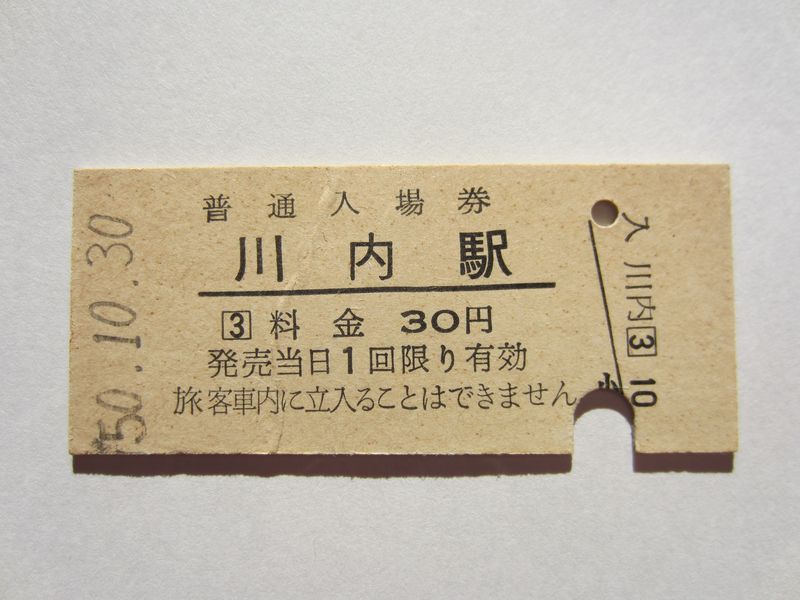 普通入場券
川内駅
3 料金 30円
発売当日1回限り有効
旅客車内に立入ることはできません
50.10.30
入 川内 3 10
小